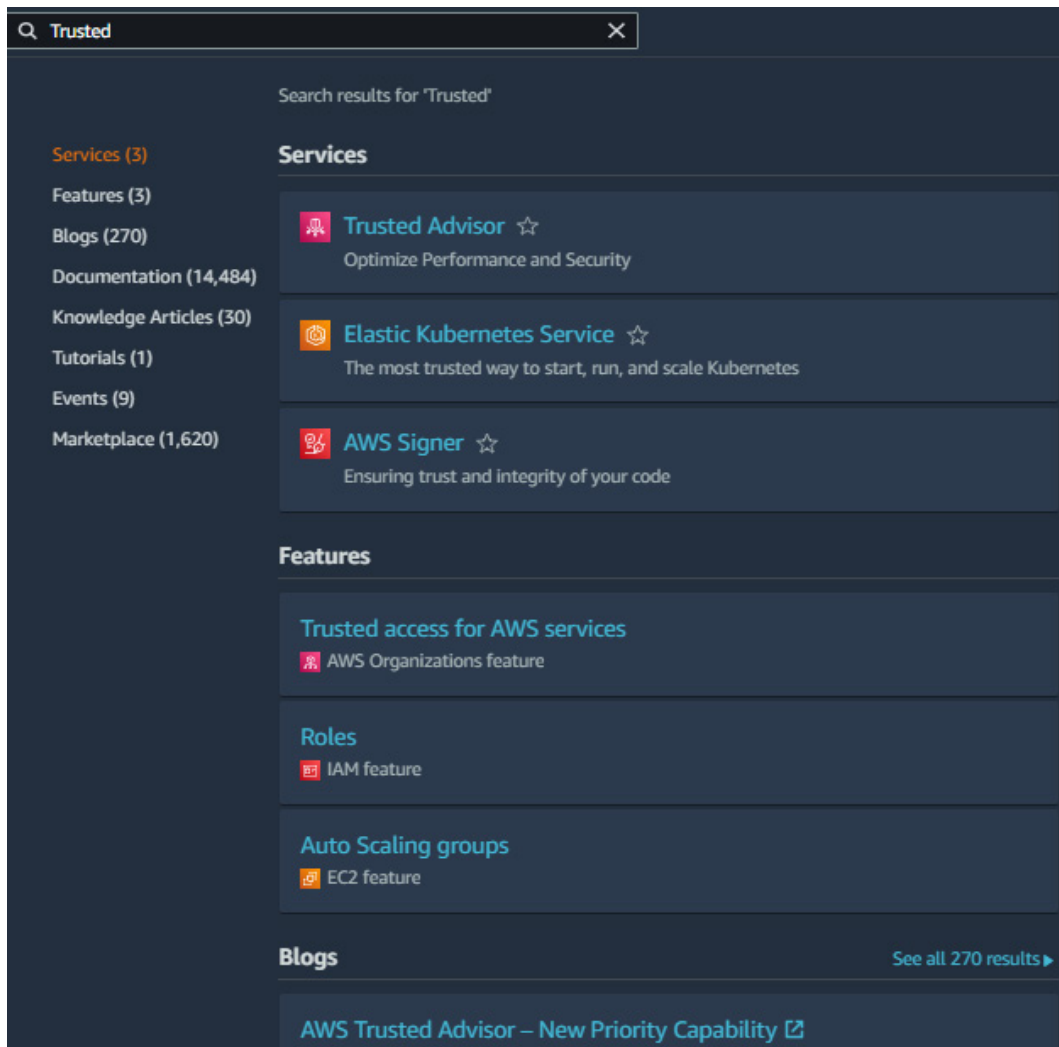 Trusted
Search results for 'Trusted'
Services (3)
Features (3)
Blogs (270)
Documentation (14,484)
Knowledge Articles (30)
Tutorials (1)
Events (9)
Marketplace (1,620)
Services
Trusted Advisor
Optimize Performance and Security
Elastic Kubernetes Service
The most trusted way to start, run, and scale Kubernetes
AWS Signer
Ensuring trust and integrity of your code
Features
Trusted access for AWS services
AWS Organizations feature
Roles
IAM feature
Auto Scaling groups
EC2 feature
Blogs
See all 270 results
AWS Trusted Advisor – New Priority Capability